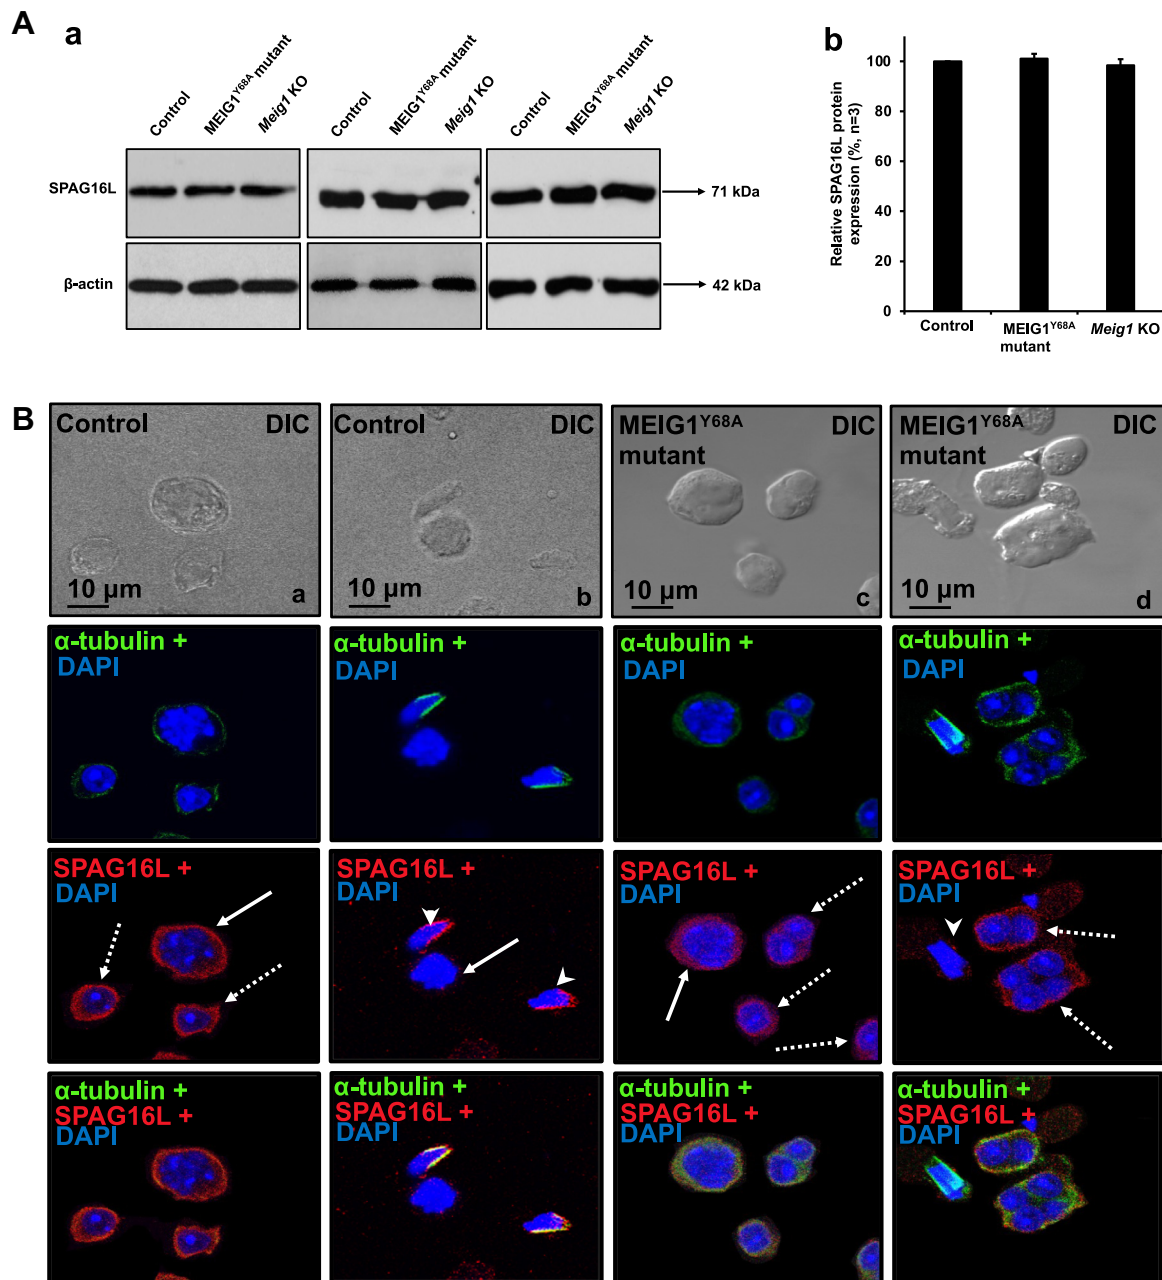 A
a
Control
MEIG1Y68A mutant
Meig1 KO
Control
MEIG1Y68A mutant
Meig1 KO
Control
MEIG1Y68A mutant
Meig1 KO
SPAG16L
71 kDa
β-actin
42 kDa
b
Relative SPAG16L protein
expression (%, n=3)
100
80
60
40
20
0
Control
MEIG1Y68A
mutant
Meig1 KO
B
Control DIC
10 μm
a
Control DIC
10 μm
b
MEIG1Y68A DIC
mutant
10 μm
c
MEIG1Y68A DIC
mutant
10 μm
d
α-tubulin +
DAPI
α-tubulin +
DAPI
α-tubulin +
DAPI
α-tubulin +
DAPI
SPAG16L +
DAPI
SPAG16L +
DAPI
SPAG16L +
DAPI
SPAG16L +
DAPI
α-tubulin +
SPAG16L +
DAPI
α-tubulin +
SPAG16L +
DAPI
α-tubulin +
SPAG16L +
DAPI
α-tubulin +
SPAG16L +
DAPI